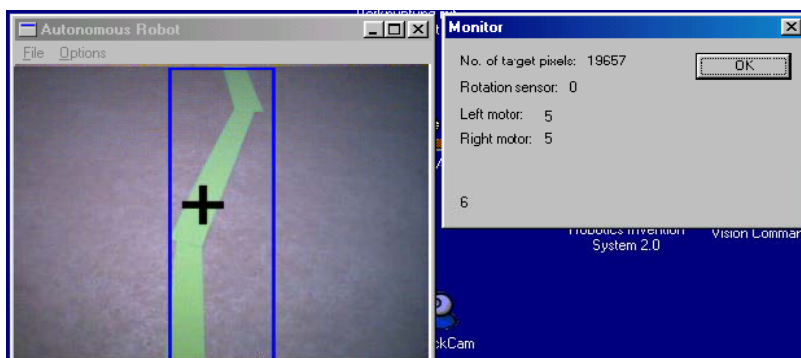 Autonomous Robot
File Options
Monitor
No. of target pixels: 19657
OK
Rotation sensor: 0
Left motor: 5
Right motor: 5
6
Robotics Invention
System 2.0
Vision Comman
ckCam